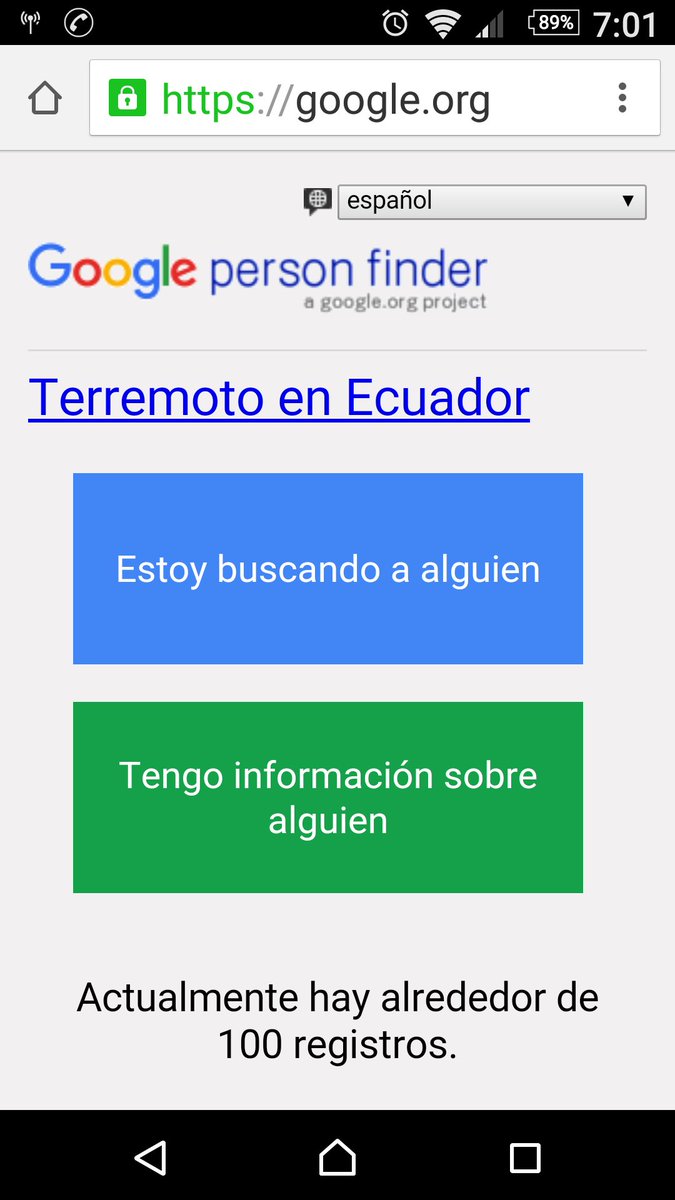 89% 7:01
https://google.org
español
Google person finder
a google.org project
Terremoto en Ecuador
Estoy buscando a alguien
Tengo información sobre
alguien
Actualmente hay alrededor de
100 registros.